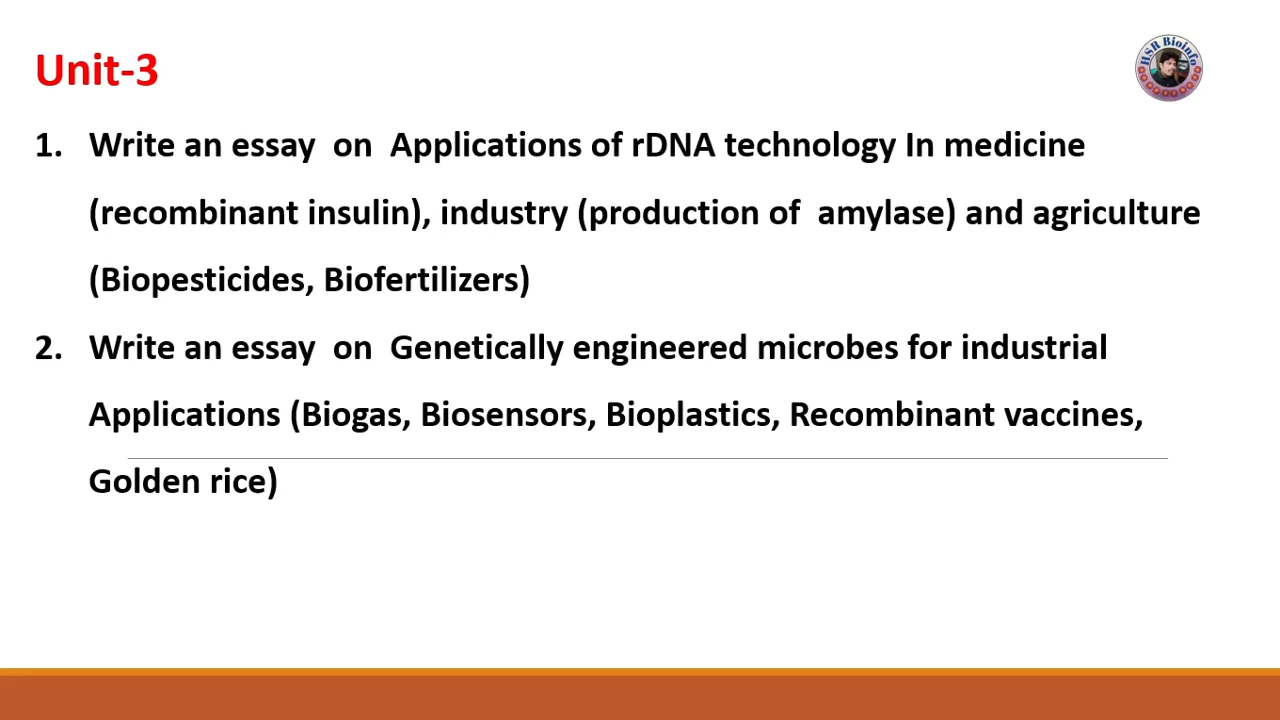 Unit-3
HSR Bioinfo
1. Write an essay on Applications of rDNA technology In medicine
(recombinant insulin), industry (production of amylase) and agriculture
(Biopesticides, Biofertilizers)
2. Write an essay on Genetically engineered microbes for industrial
Applications (Biogas, Biosensors, Bioplastics, Recombinant vaccines,
Golden rice)